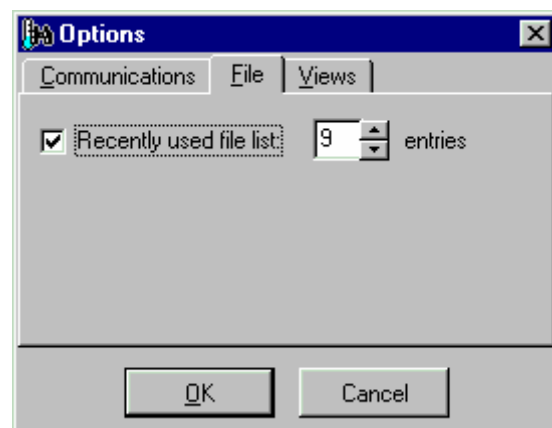 Options
Communications File Views
Recently used file list: 9 entries
OK Cancel